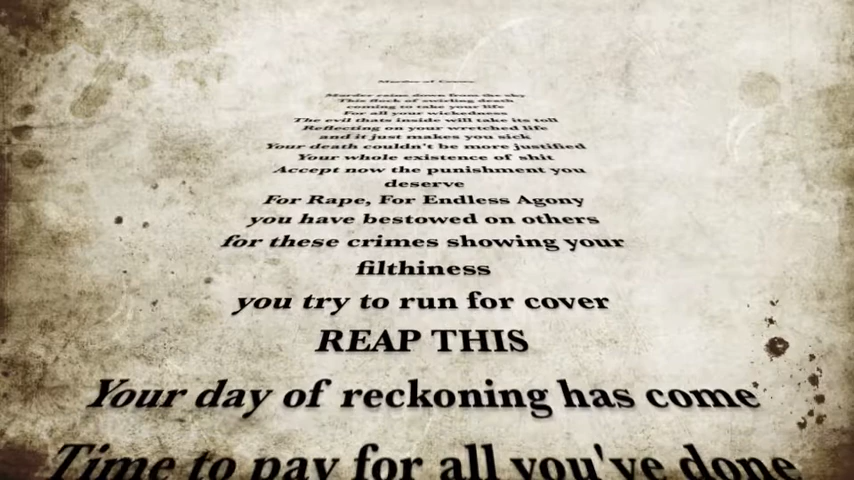 Murder of Crows
Murder rains down from the sky
This flock of swirling death
coming to take your life
For all your wickedness
The evil thats inside will take its toll
Reflecting on your wretched life
and it just makes you sick
Your death couldn't be more justified
Your whole existence of shit
Accept now the punishment you
deserve
For Rape, For Endless Agony
you have bestowed on others
for these crimes showing your
filthiness
you try to run for cover
REAP THIS
Your day of reckoning has come
Time to pay for all you've done